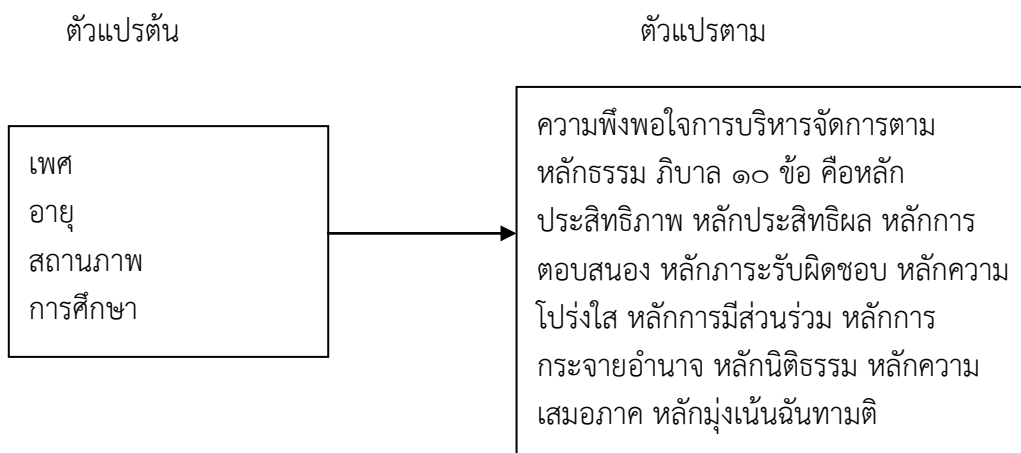 ตัวแปรต้น
ตัวแปรตาม
เพศ
อายุ
สถานภาพ
การศึกษา
ความพึงพอใจการบริหารจัดการตาม
หลักธรรม ภิบาล ๑๐ ข้อ คือหลัก
ประสิทธิภาพ หลักประสิทธิผล หลักการ
ตอบสนอง หลักภาระรับผิดชอบ หลักความ
โปร่งใส หลักการมีส่วนร่วม หลักการ
กระจายอำนาจ หลักนิติธรรม หลักความ
เสมอภาค หลักมุ่งเน้นฉันทามติ